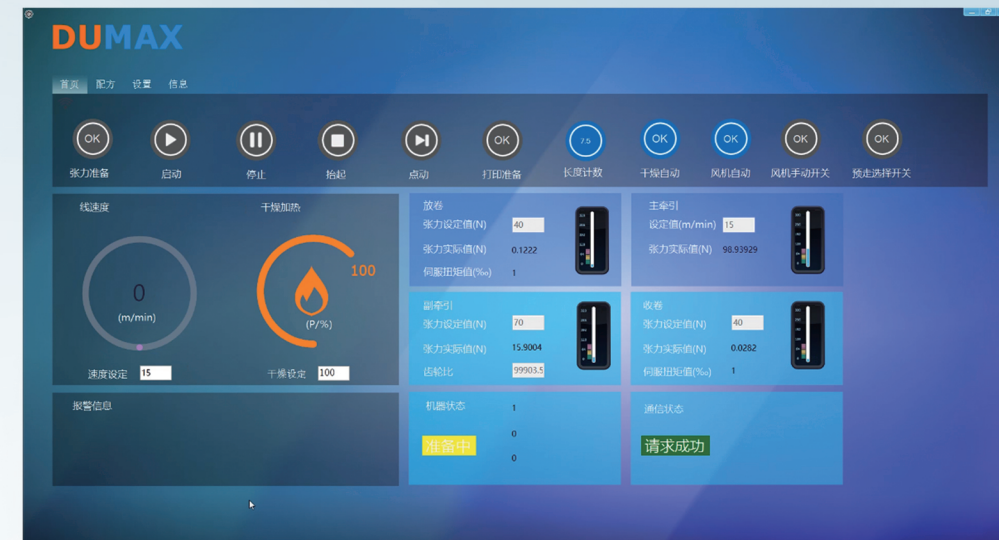 DUMAX
首页 配方 设置 信息
OK OK 7.5 OK OK OK OK
张力准备 启动 停止 抬起 点动 打印准备 长度计数 干燥自动 风机自动 风机手动开关 预走选择开关
线速度 干燥加热
0
(m/min)
100
(P/%)
速度设定 15 干燥设定 100
放卷
张力设定值(N) 40
张力实际值(N) 0.1222
伺服扭矩值(‰) 1
主牵引
设定值(m/min) 15
张力实际值(N) 98.93929
副牵引
张力设定值(N) 70
张力实际值(N) 15.9004
齿轮比 99903.5
收卷
张力设定值(N) 40
张力实际值(N) 0.0282
伺服扭矩值(‰) 1
报警信息
机器状态 1
准备中 0
0
通信状态
请求成功